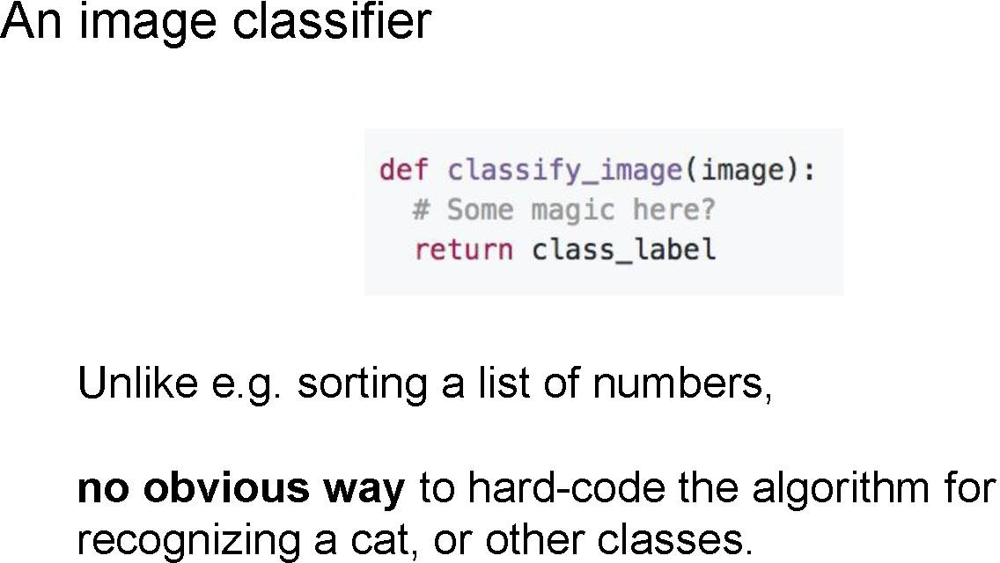 An image classifier
def classify_image(image):
# Some magic here?
return class_label
Unlike e.g. sorting a list of numbers,
no obvious way to hard-code the algorithm for
recognizing a cat, or other classes.